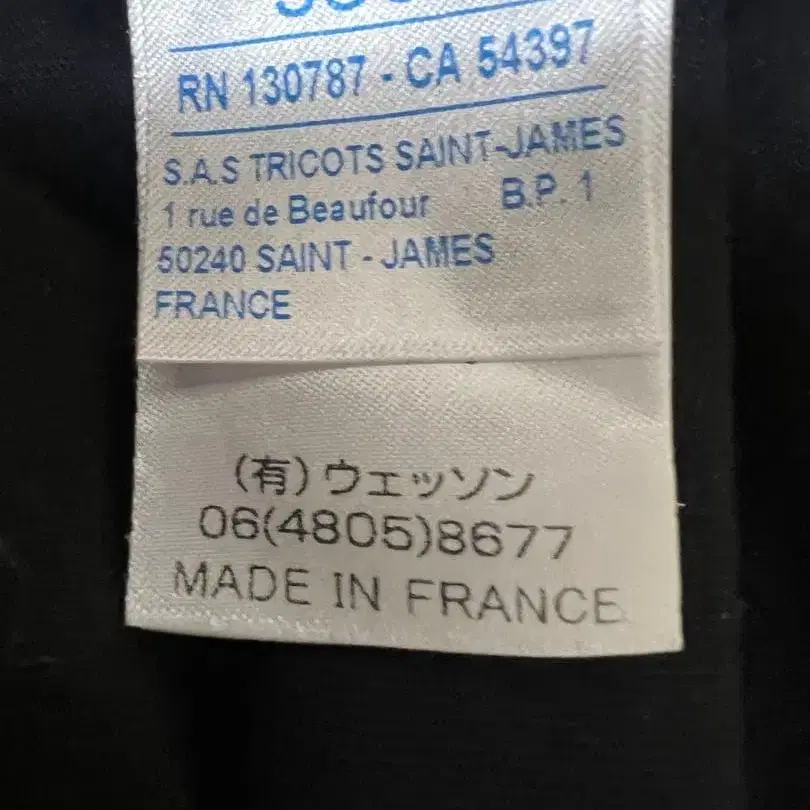 RN 130787 - CA 54397
S.A.S TRICOTS SAINT-JAMES
1 rue de Beaufour B.P. 1
50240 SAINT - JAMES
FRANCE
(有)ウェッソン
06(4805)8677
MADE IN FRANCE